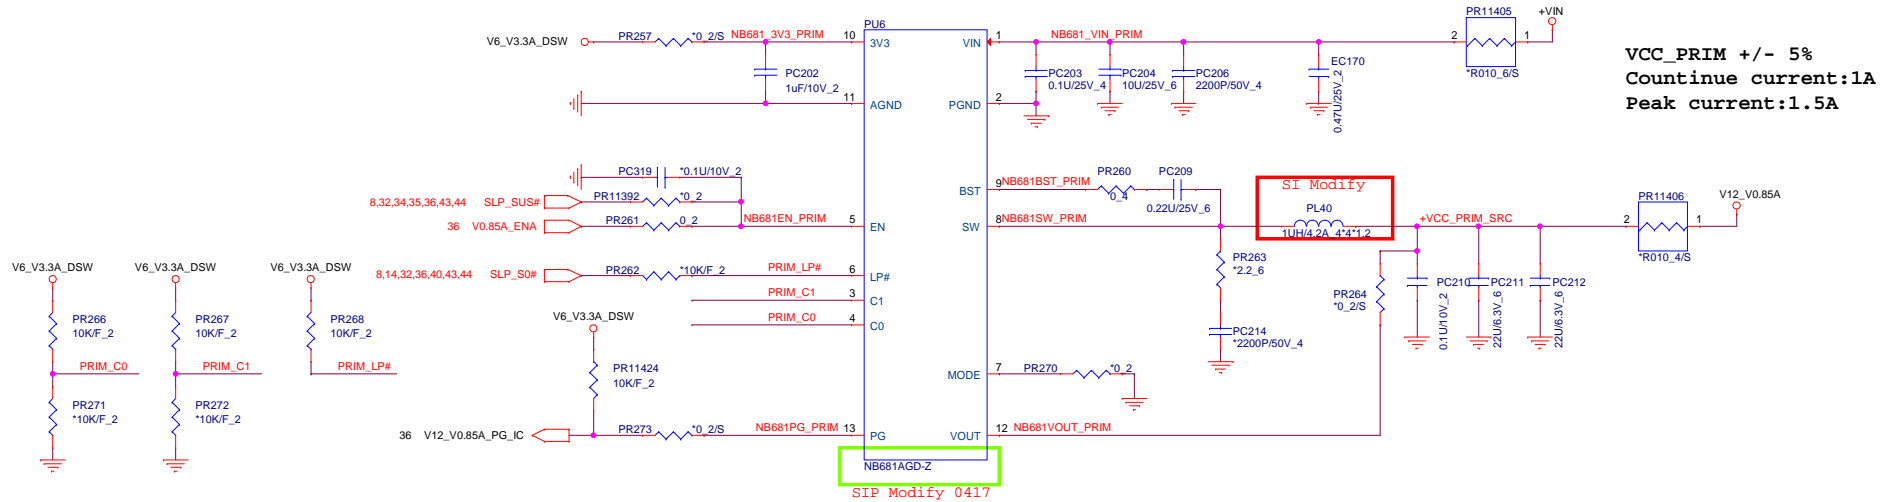 PU6
PR11405
+VIN
V6_V3.3A_DSW
PR257
*0_2/S
NB681_3V3_PRIM
10
3V3
VIN
1
NB681_VIN_PRIM
2
1
*R010_6/S
VCC_PRIM +/- 5%
Countinue current:1A
Peak current:1.5A
PC202
1uF/10V_2
11
AGND
PGND
2
PC203
0.1U/25V_4
PC204
10U/25V_6
PC206
2200P/50V_4
EC170
0.47U/25V_2
PC319
*0.1U/10V_2
8,32,34,35,36,43,44
SLP_SUS#
PR11392
*0_2
36
V0.85A_ENA
PR261
0_2
NB681EN_PRIM
5
EN
BST
9
NB681BST_PRIM
PR260
0_4
PC209
0.22U/25V_6
SW
8
NB681SW_PRIM
SI Modify
PL40
1UH/4.2A_4*4*1.2
+VCC_PRIM_SRC
PR11406
2
1
V12_V0.85A
*R010_4/S
8,14,32,36,40,43,44
SLP_S0#
PR262
*10K/F_2
PRIM_LP#
6
LP#
PRIM_C1
3
C1
PRIM_C0
4
C0
PR263
*2.2_6
PC214
*2200P/50V_4
PR264
*0_2/S
PC210
0.1U/10V_2
PC211
22U/6.3V_6
PC212
22U/6.3V_6
V6_V3.3A_DSW
V6_V3.3A_DSW
V6_V3.3A_DSW
PR266
10K/F_2
PR267
10K/F_2
PR268
10K/F_2
PRIM_C0
PRIM_C1
PRIM_LP#
PR271
*10K/F_2
PR272
*10K/F_2
V6_V3.3A_DSW
PR11424
10K/F_2
MODE
7
PR270
*0_2
36
V12_V0.85A_PG_IC
PR273
*0_2/S
NB681PG_PRIM
13
PG
VOUT
12
NB681VOUT_PRIM
NB681AGD-Z
SIP Modify 0417